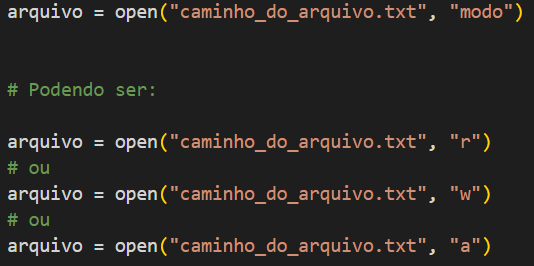 arquivo = open("caminho_do_arquivo.txt", "modo")
# Podendo ser:
arquivo = open("caminho_do_arquivo.txt", "r")
# ou
arquivo = open("caminho_do_arquivo.txt", "w")
# ou
arquivo = open("caminho_do_arquivo.txt", "a")